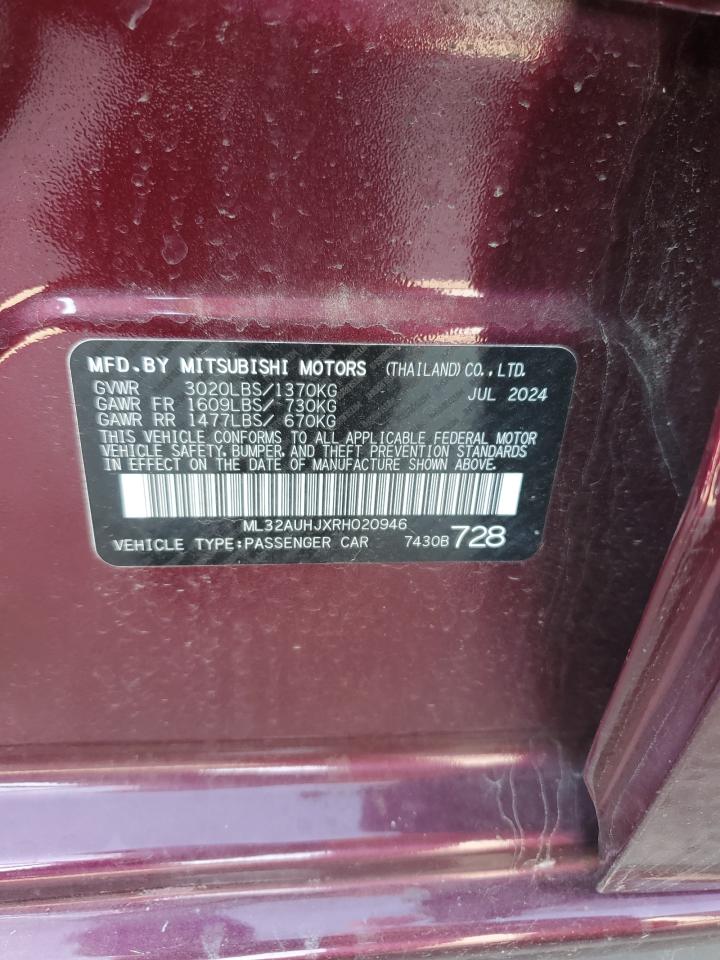 MFD.BY MITSUBISHI MOTORS (THAILAND)CO.,LTD.
GVWR 3020LBS/1370KG JUL 2024
GAWR FR 1609LBS/ 730KG
GAWR RR 1477LBS/ 670KG
THIS VEHICLE CONFORMS TO ALL APPLICABLE FEDERAL MOTOR
VEHICLE SAFETY, BUMPER, AND THEFT PREVENTION STANDARDS
IN EFFECT ON THE DATE OF MANUFACTURE SHOWN ABOVE.
ML32AUHJXRH020946
VEHICLE TYPE:PASSENGER CAR 7430B 728